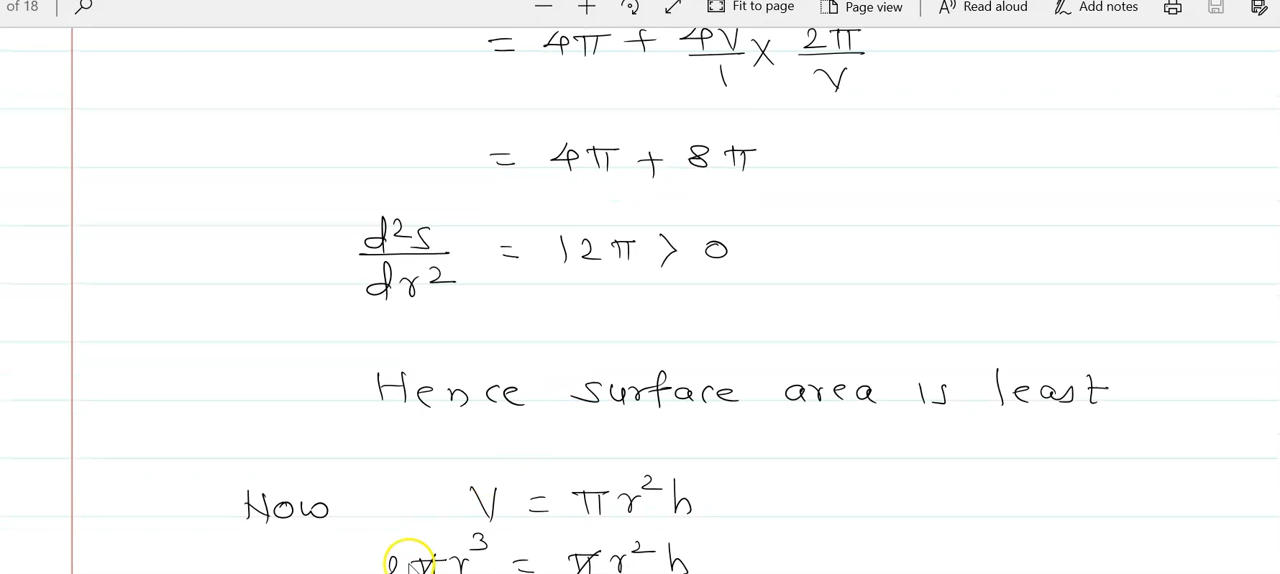 of 18 Fit to page Page view Read aloud Add notes
= 4π + 4V/1 × 2π/V
= 4π + 8π
d²s/dr² = 12π > 0
Hence surface area is least
Now V = πr²h
2πr³ = πr²h